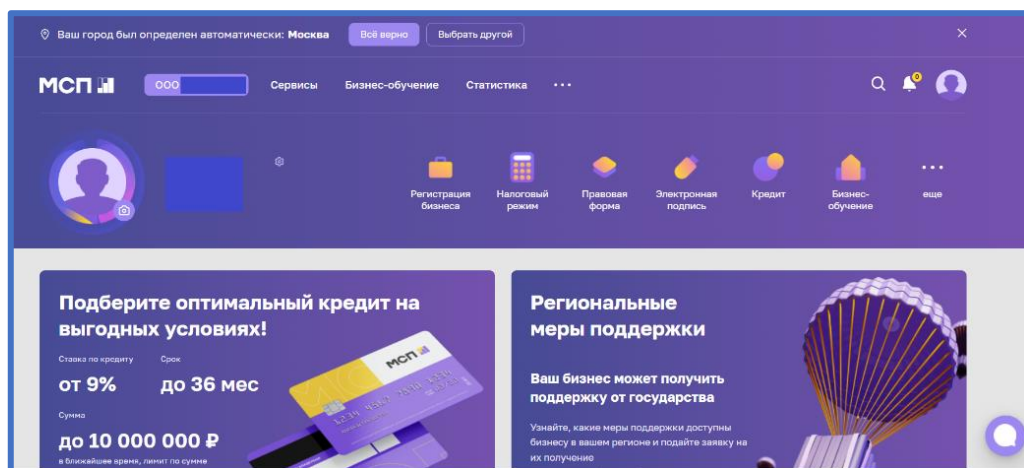 Ваш город был определен автоматически: Москва
Всё верно
Выбрать другой
МСП
ООО
Сервисы
Бизнес-обучение
Статистика
...
0
Регистрация
бизнеса
Налоговый
режим
Правовая
форма
Электронная
подпись
Кредит
Бизнес-
обучение
еще
Подберите оптимальный кредит на
выгодных условиях!
Ставка по кредиту
Срок
от 9%
до 36 мес
Сумма
до 10 000 000 ₽
в ближайшее время, лимит по сумме
МСП
Региональные
меры поддержки
Ваш бизнес может получить
поддержку от государства
Узнайте, какие меры поддержки доступны
бизнесу в вашем регионе и подайте заявку на
их получение